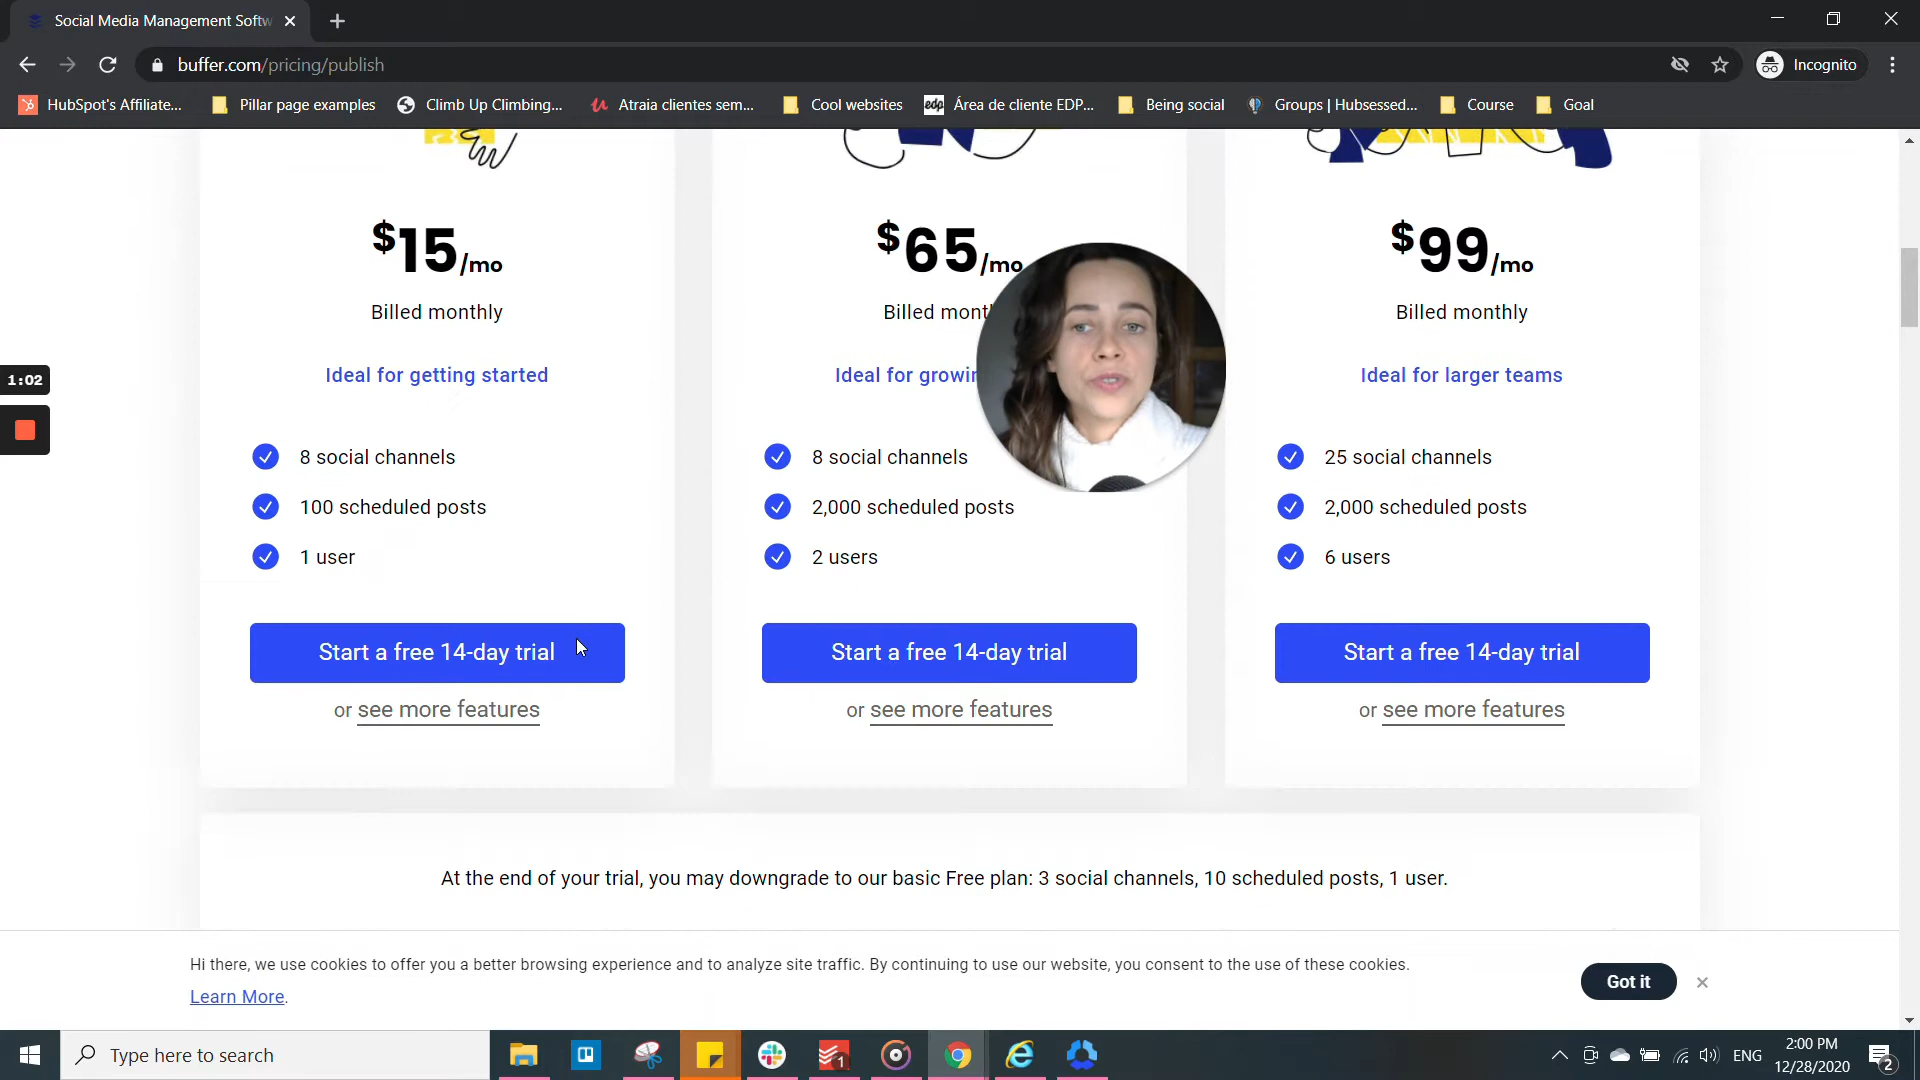 Social Media Management Softw
buffer.com/pricing/publish
Incognito
HubSpot's Affiliate...
Pillar page examples
Climb Up Climbing...
Atraia clientes sem...
Cool websites
edp
Área de cliente EDP...
Being social
Groups | Hubsessed...
Course
Goal
$15/mo
Billed monthly
Ideal for getting started
8 social channels
100 scheduled posts
1 user
Start a free 14-day trial
or see more features
$65/mo
Billed mont
Ideal for growin
8 social channels
2,000 scheduled posts
2 users
Start a free 14-day trial
or see more features
$99/mo
Billed monthly
Ideal for larger teams
25 social channels
2,000 scheduled posts
6 users
Start a free 14-day trial
or see more features
1:02
At the end of your trial, you may downgrade to our basic Free plan: 3 social channels, 10 scheduled posts, 1 user.
Hi there, we use cookies to offer you a better browsing experience and to analyze site traffic. By continuing to use our website, you consent to the use of these cookies.
Learn More.
Got it
Type here to search
1
ENG
2:00 PM
12/28/2020
2